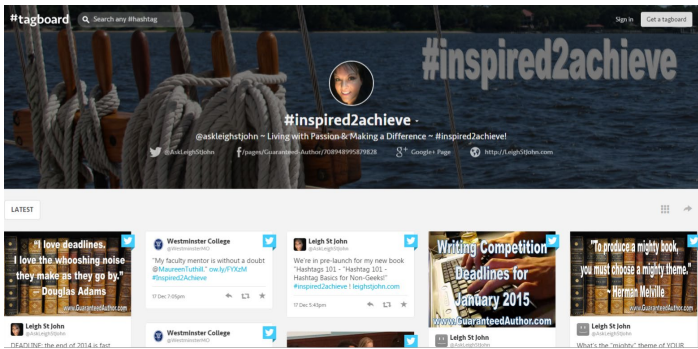 #tagboard
Search any #hashtag
Sign In
Get a tagboard
#inspired2achieve
#inspired2achieve
@askleighstjohn ~ Living with Passion & Making a Difference ~ #inspired2achieve!
@AskLeighStJohn
/pages/Guaranteed-Author/708948995879828
Google+ Page
http://LeighStJohn.com
LATEST
"I love deadlines.
I love the whooshing noise
they make as they go by."
– Douglas Adams
www.GuaranteedAuthor.com
Leigh St John
@AskLeighStJohn
DEADLINE: the end of 2014 is fast
Westminster College
@WestminsterMO
"My faculty mentor is without a doubt
@MaureenTuthill." ow.ly/FYXzM
#Inspired2Achieve
17 Dec 7:05pm
Westminster College
@WestminsterMO
Leigh St John
@AskLeighStJohn
We're in pre-launch for my new book
"Hashtags 101 - "Hashtag 101 -
Hashtag Basics for Non-Geeks!"
#inspired2achieve ! leighstjohn.com
17 Dec 5:43pm
Writing Competition
Deadlines for
January 2015
www.GuaranteedAuthor.com
Leigh St John
@AskLeighStJohn
"To produce a mighty book,
you must choose a mighty theme."
~ Herman Melville
www.GuaranteedAuthor.com
Leigh St John
@AskLeighStJohn
What's the "mighty" theme of YOUR